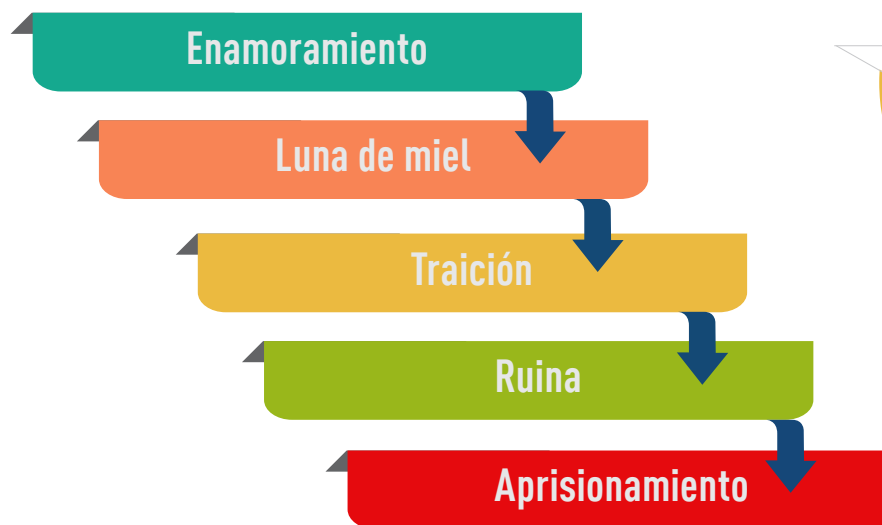 Enamoramiento
Luna de miel
Traición
Ruina
Aprisionamiento